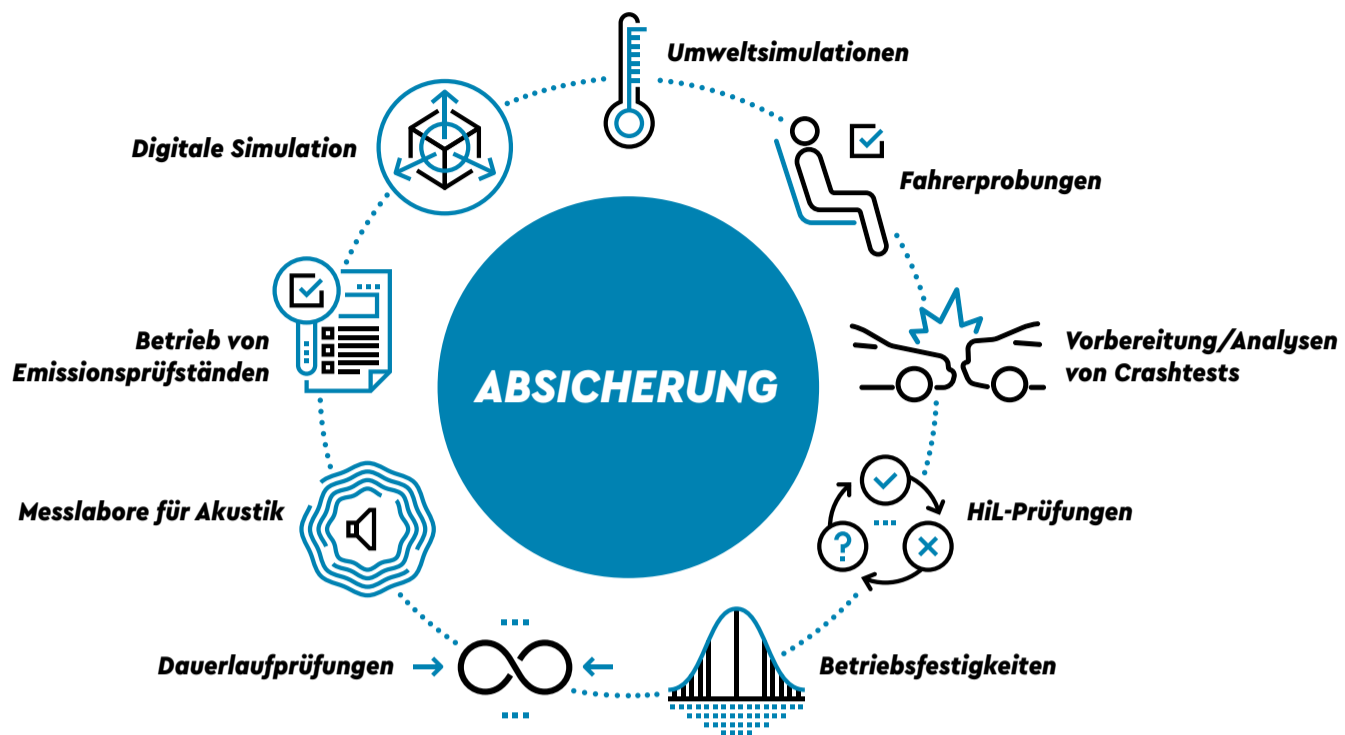 Umweltsimulationen
Digitale Simulation
Fahrerprobungen
Betrieb von
Emissionsprüfständen
Vorbereitung/Analysen
von Crashtests
ABSICHERUNG
Messlabore für Akustik
HiL-Prüfungen
?
Dauerlaufprüfungen
Betriebsfestigkeiten